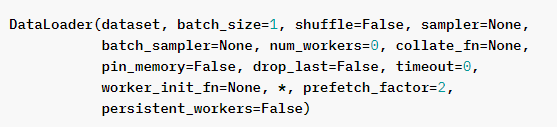 DataLoader(dataset, batch_size=1, shuffle=False, sampler=None,
           batch_sampler=None, num_workers=0, collate_fn=None,
           pin_memory=False, drop_last=False, timeout=0,
           worker_init_fn=None, *, prefetch_factor=2,
           persistent_workers=False)